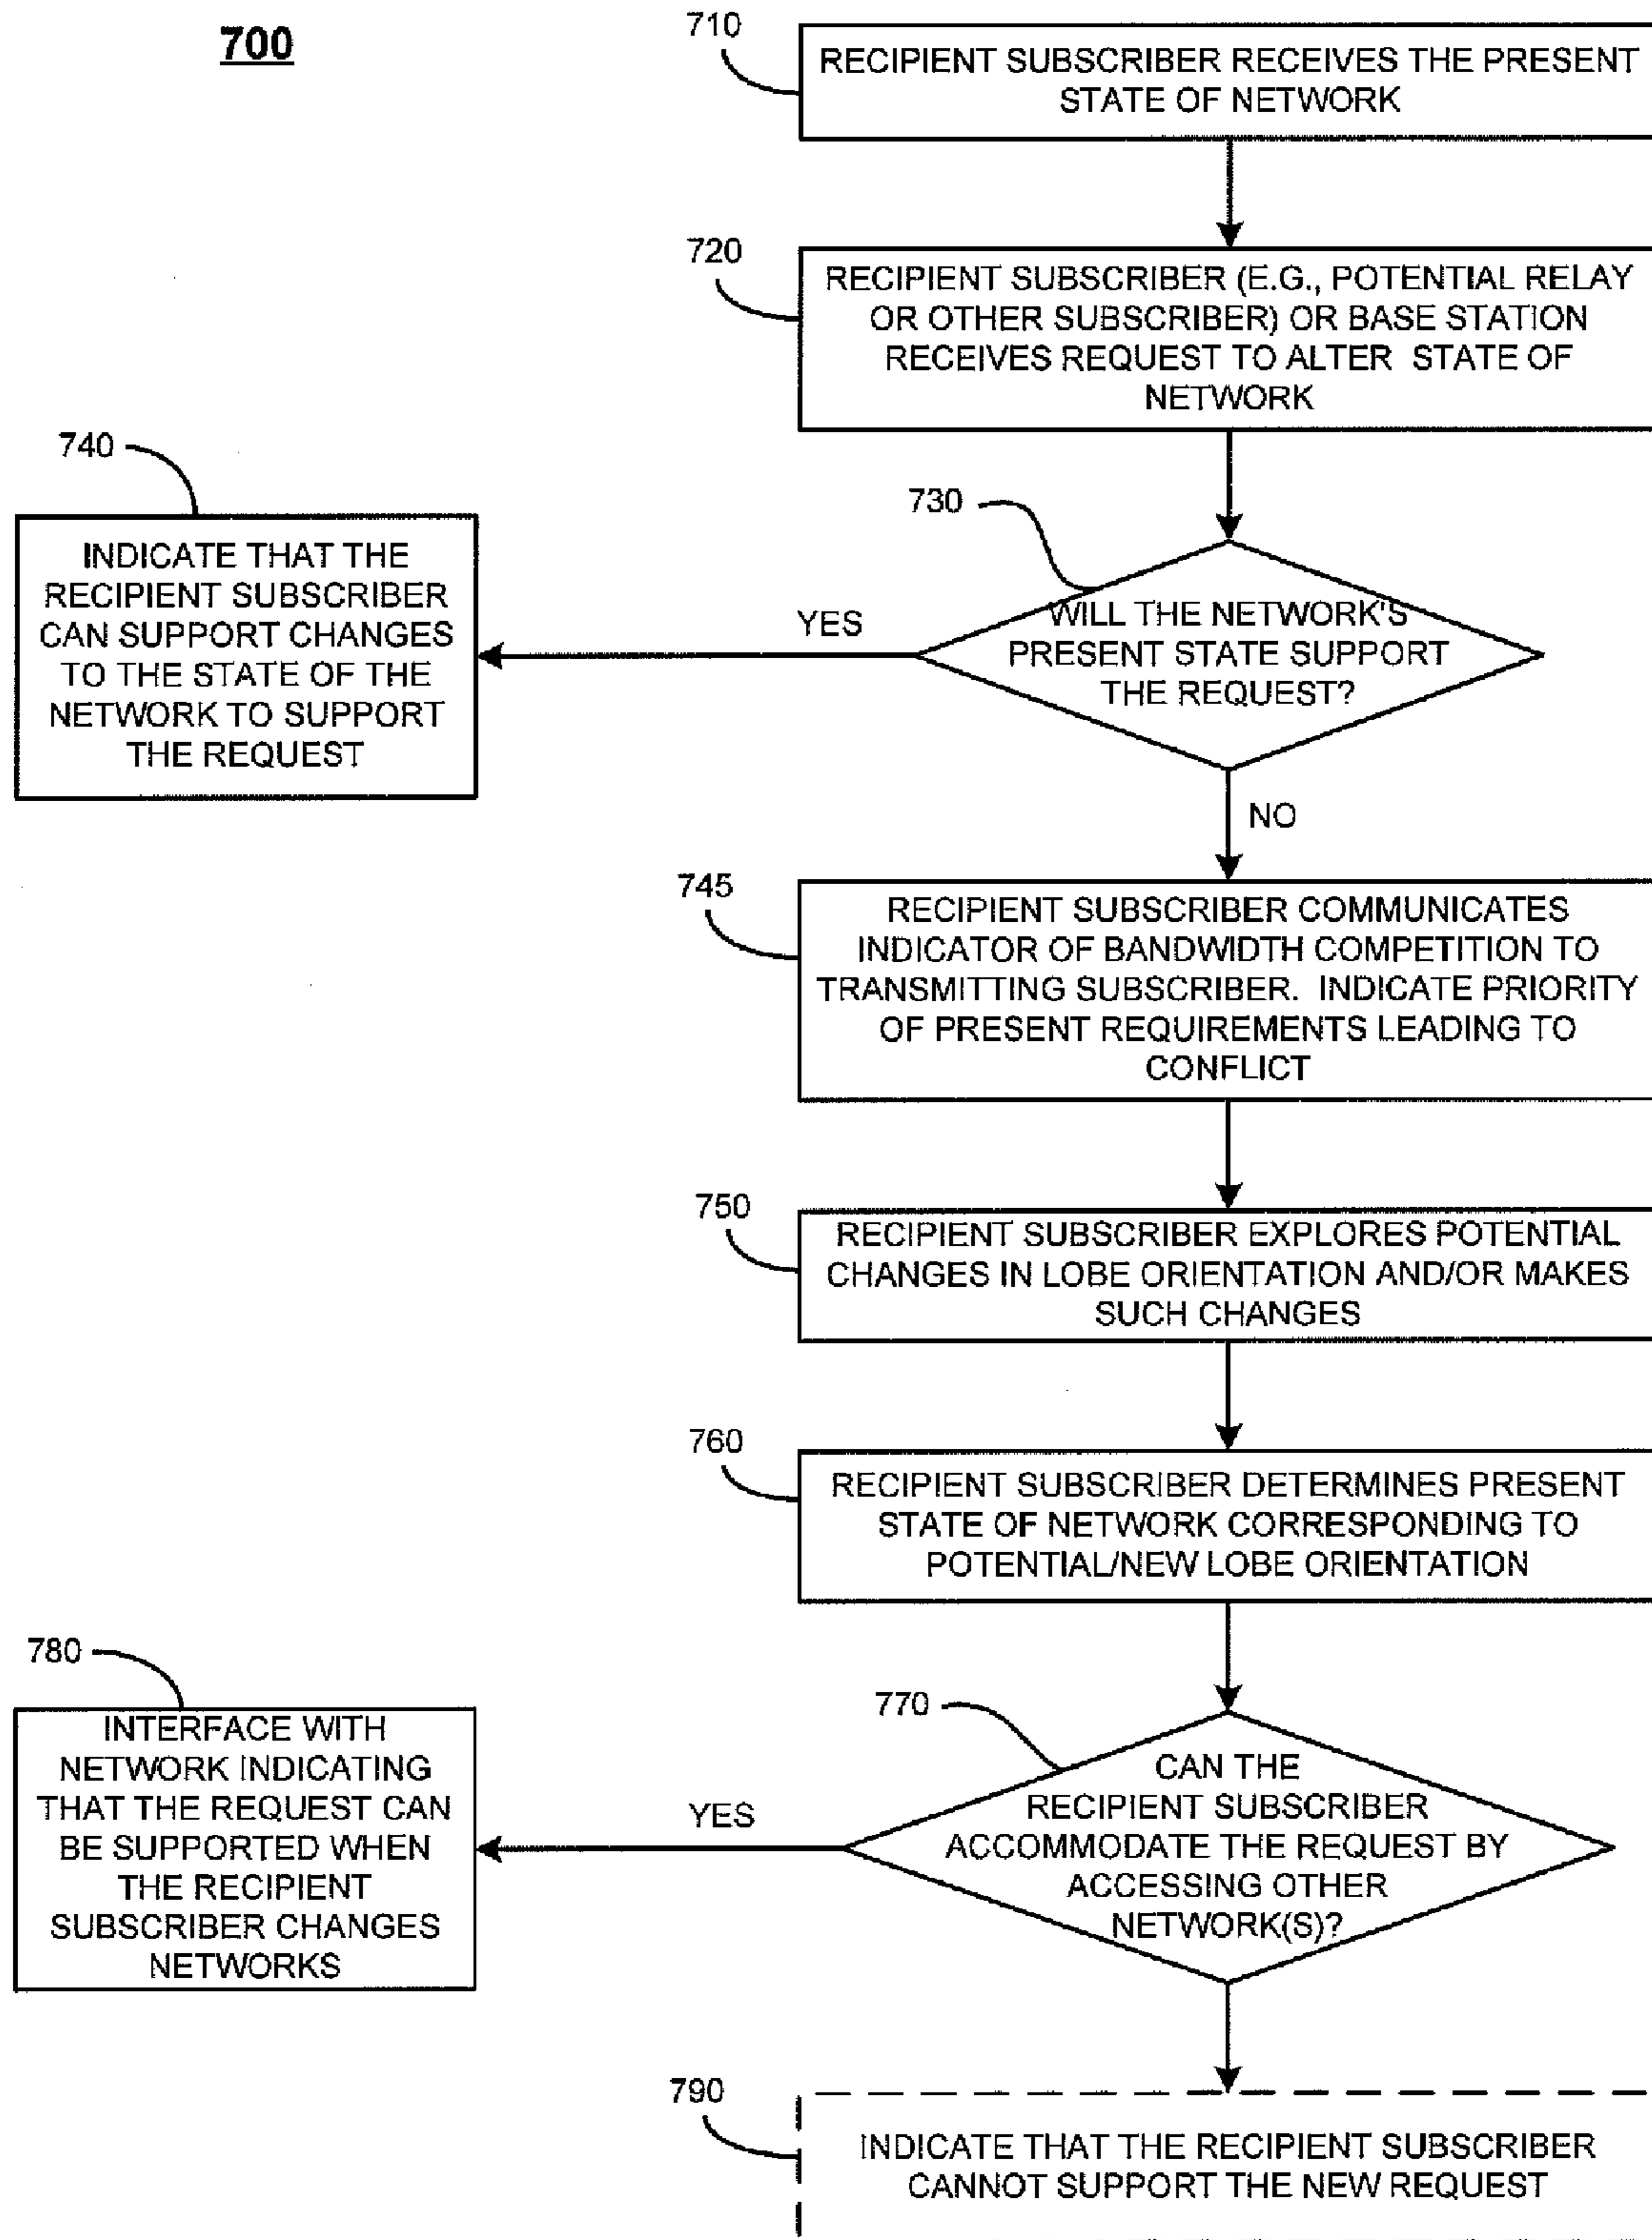 700
710
RECIPIENT SUBSCRIBER RECEIVES THE PRESENT
STATE OF NETWORK
720
RECIPIENT SUBSCRIBER (E.G., POTENTIAL RELAY
OR OTHER SUBSCRIBER) OR BASE STATION
RECEIVES REQUEST TO ALTER STATE OF
NETWORK
730
WILL THE NETWORK'S
PRESENT STATE SUPPORT
THE REQUEST?
YES
740
INDICATE THAT THE
RECIPIENT SUBSCRIBER
CAN SUPPORT CHANGES
TO THE STATE OF THE
NETWORK TO SUPPORT
THE REQUEST
NO
745
RECIPIENT SUBSCRIBER COMMUNICATES
INDICATOR OF BANDWIDTH COMPETITION TO
TRANSMITTING SUBSCRIBER. INDICATE PRIORITY
OF PRESENT REQUIREMENTS LEADING TO
CONFLICT
750
RECIPIENT SUBSCRIBER EXPLORES POTENTIAL
CHANGES IN LOBE ORIENTATION AND/OR MAKES
SUCH CHANGES
760
RECIPIENT SUBSCRIBER DETERMINES PRESENT
STATE OF NETWORK CORRESPONDING TO
POTENTIAL/NEW LOBE ORIENTATION
770
CAN THE
RECIPIENT SUBSCRIBER
ACCOMMODATE THE REQUEST BY
ACCESSING OTHER
NETWORK(S)?
YES
780
INTERFACE WITH
NETWORK INDICATING
THAT THE REQUEST CAN
BE SUPPORTED WHEN
THE RECIPIENT
SUBSCRIBER CHANGES
NETWORKS
790
INDICATE THAT THE RECIPIENT SUBSCRIBER
CANNOT SUPPORT THE NEW REQUEST